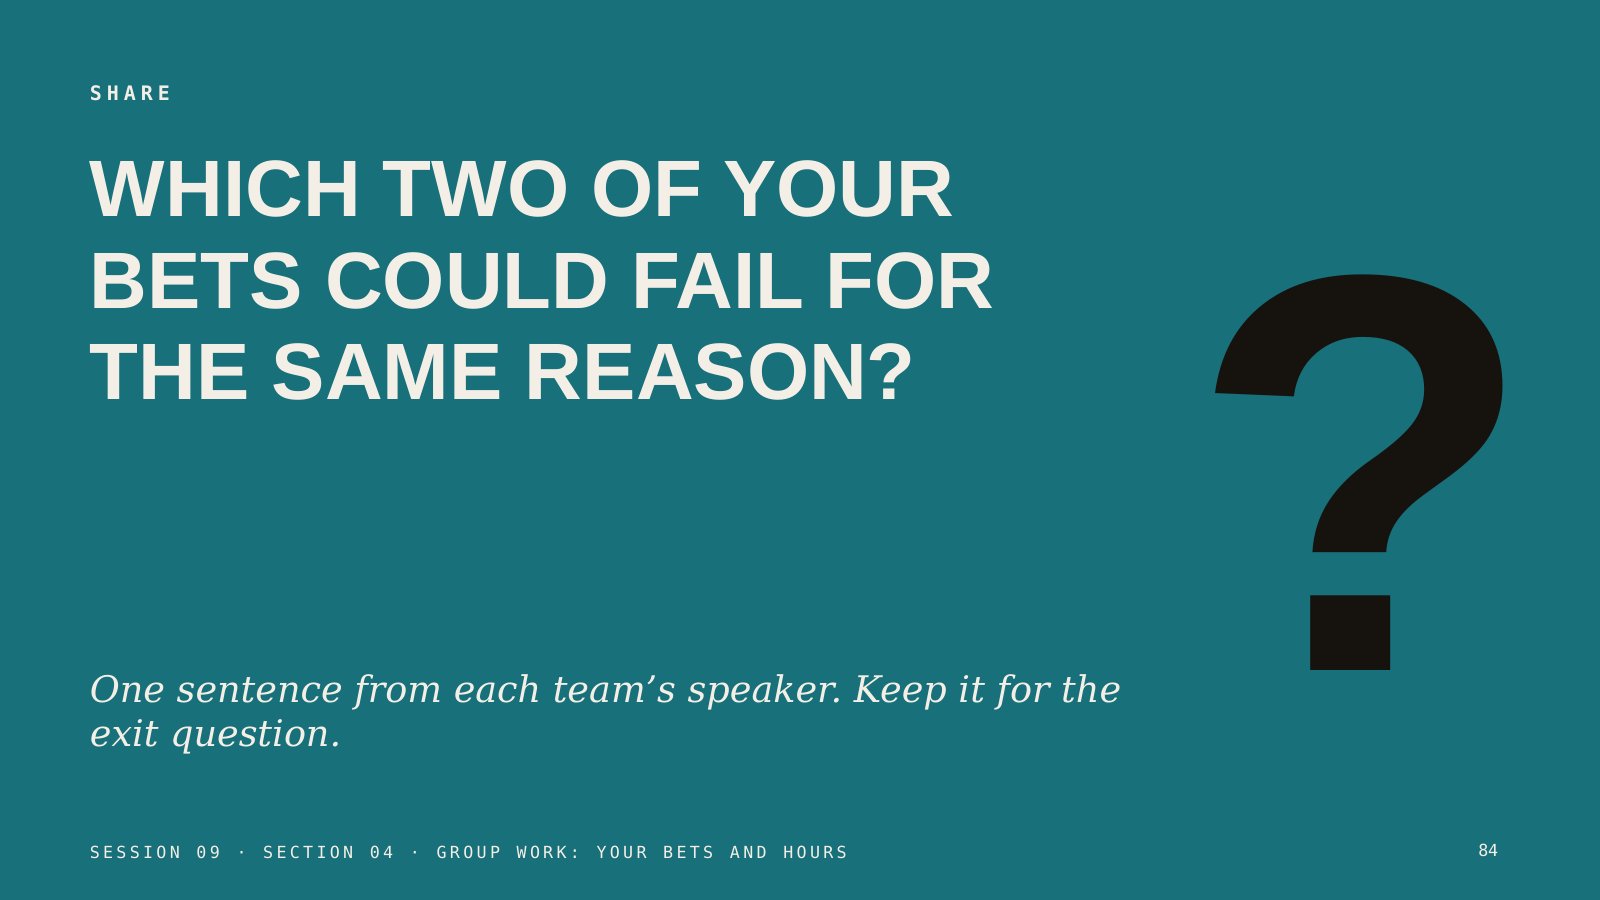 SHARE
WHICH TWO OF YOUR
BETS COULD FAIL FOR
THE SAME REASON?
?
One sentence from each team’s speaker. Keep it for the
exit question.
SESSION 09 · SECTION 04 · GROUP WORK: YOUR BETS AND HOURS
84